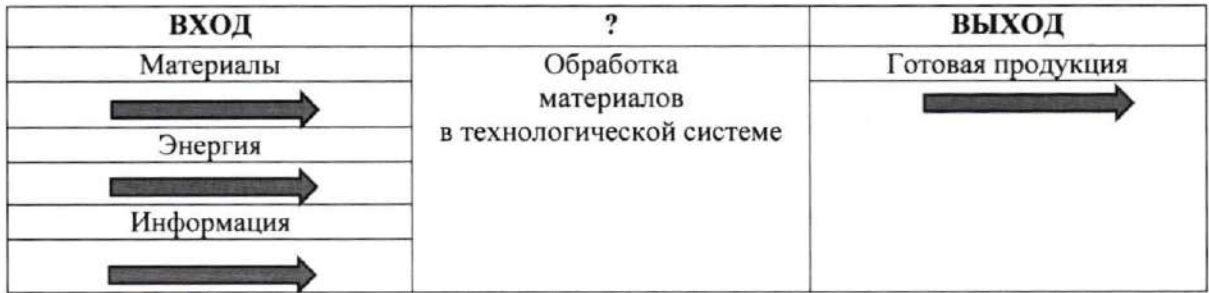 ВХОД
?
ВЫХОД
Материалы
Обработка
материалов
в технологической системе
Готовая продукция
Энергия
Информация